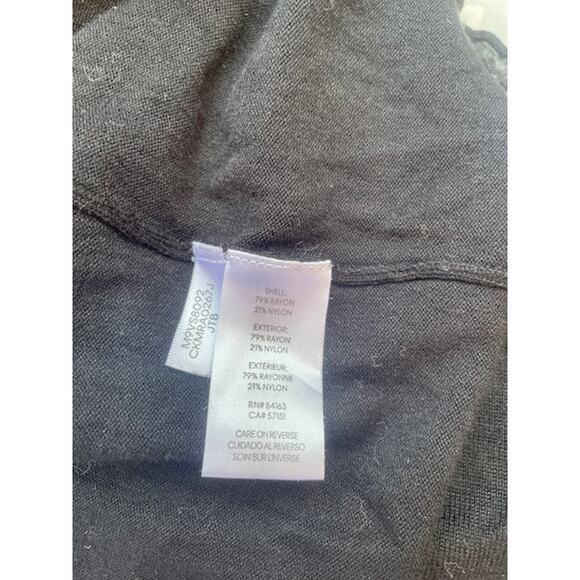 M9VS8092
CKMRA0267J
JTB
SHELL:
79% RAYON
21% NYLON
EXTERIOR:
79% RAYON
21% NYLON
EXTÉRIEUR:
79% RAYONNE
21% NYLON
RN# 54163
CA# 57151
CARE ON REVERSE
CUIDADO AL REVERSO
SOIN SUR L'INVERSE